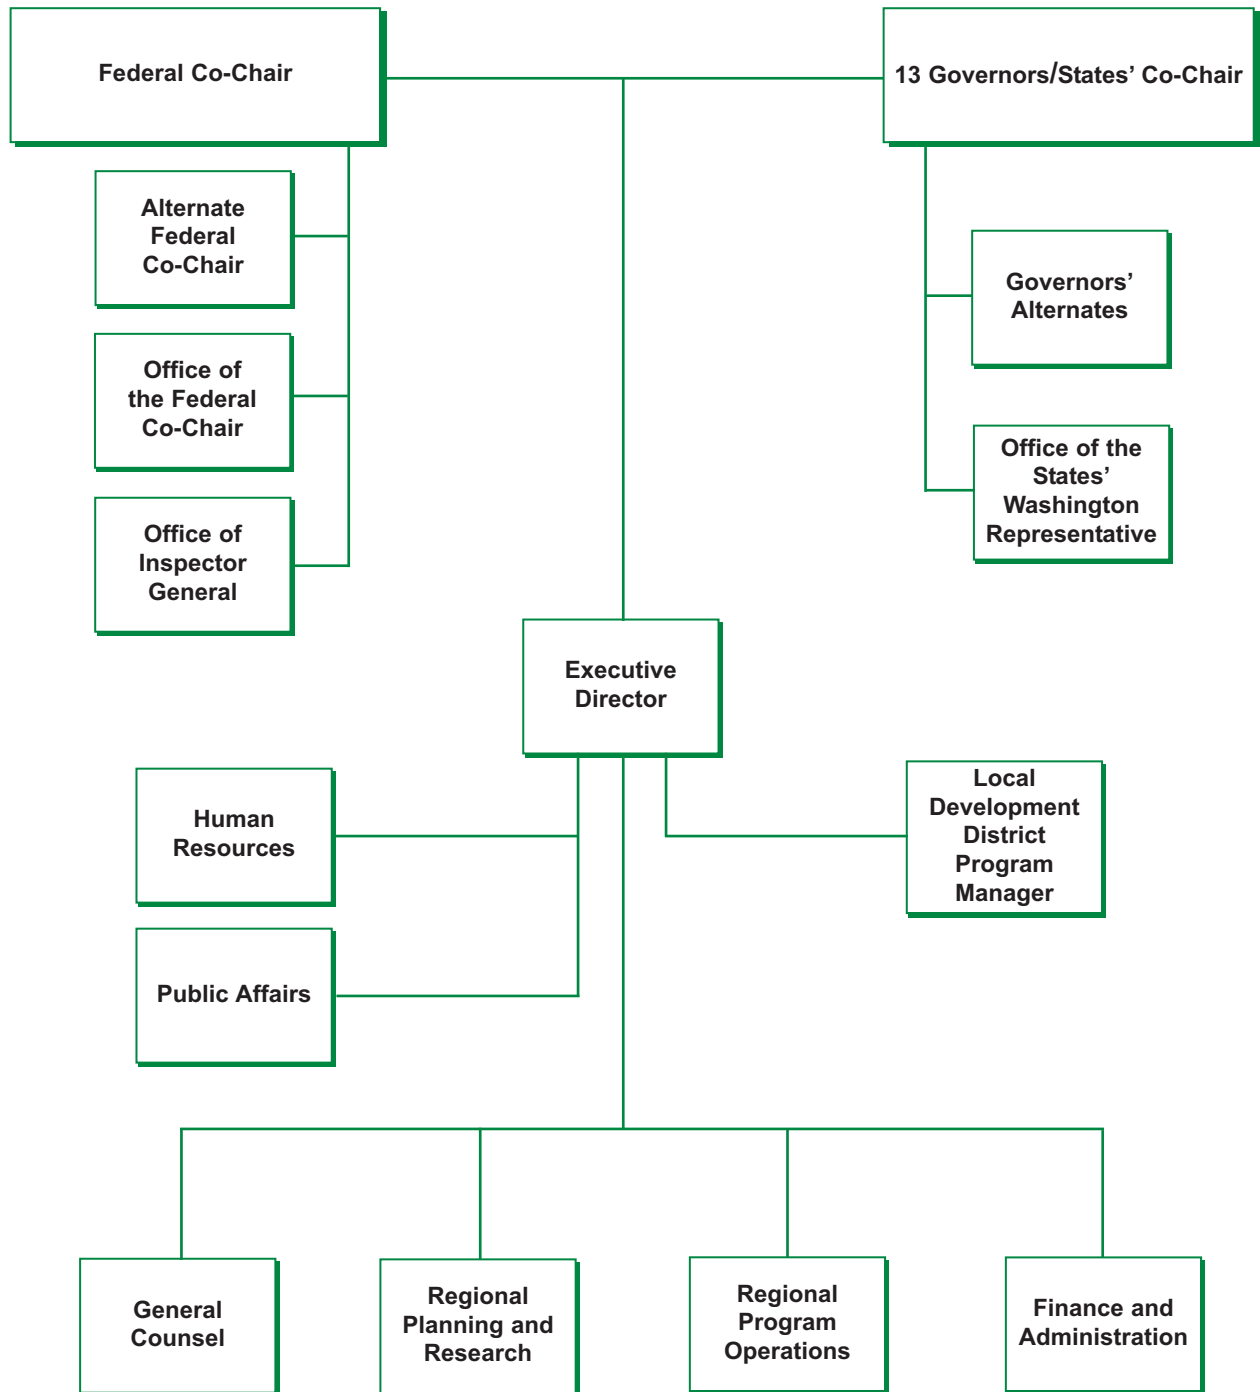 Federal Co-Chair
13 Governors/States’ Co-Chair
Alternate
Federal
Co-Chair
Governors’
Alternates
Office of
the Federal
Co-Chair
Office of the
States’
Washington
Representative
Office of
Inspector
General
Executive
Director
Human
Resources
Local
Development
District
Program
Manager
Public Affairs
General
Counsel
Regional
Planning and
Research
Regional
Program
Operations
Finance and
Administration